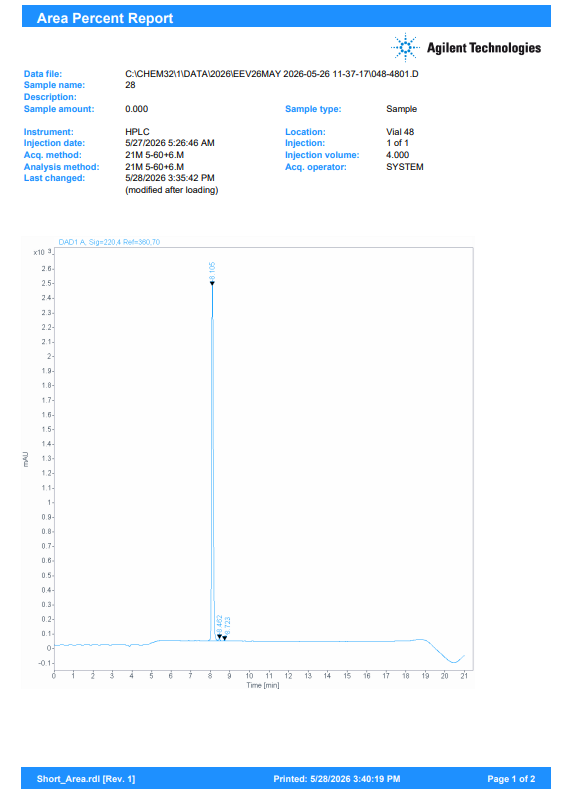 Area Percent Report
Agilent Technologies
Data file: C:\CHEM32\1\DATA\2026\EEV26MAY 2026-05-26 11-37-17\048-4801.D
Sample name: 28
Description:
Sample amount: 0.000 Sample type: Sample
Instrument: HPLC Location: Vial 48
Injection date: 5/27/2026 5:26:46 AM Injection: 1 of 1
Acq. method: 21M 5-60+6.M Injection volume: 4.000
Analysis method: 21M 5-60+6.M Acq. operator: SYSTEM
Last changed: 5/28/2026 3:35:42 PM
(modified after loading)
DAD1 A, Sig=220,4 Ref=360,70
x10 3
8.105
2.6
2.5
2.4
2.3
2.2
2.1
2
1.9
1.8
1.7
1.6
1.5
1.4
1.3
1.2
1.1
1
0.9
0.8
0.7
0.6
0.5
0.4
0.3
0.2
0.1
0
-0.1
mAU
8.462
8.723
0 1 2 3 4 5 6 7 8 9 10 11 12 13 14 15 16 17 18 19 20 21
Time [min]
Short_Area.rdl [Rev. 1] Printed: 5/28/2026 3:40:19 PM Page 1 of 2